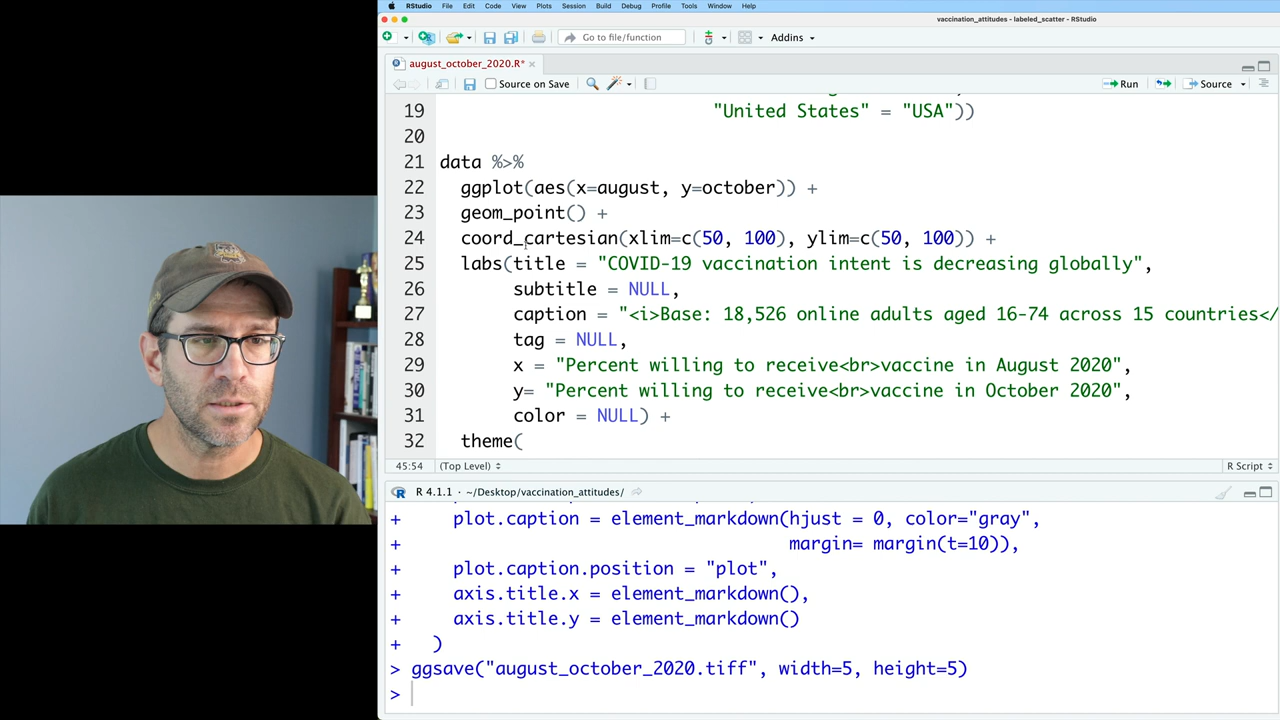 RStudio File Edit Code View Plots Session Build Debug Profile Tools Window Help
vaccination_attitudes - labeled_scatter - RStudio
Go to file/function Addins
august_october_2020.R*
Source on Save Run Source
19 "United States" = "USA"))
20
21 data %>%
22 ggplot(aes(x=august, y=october)) +
23 geom_point() +
24 coord_cartesian(xlim=c(50, 100), ylim=c(50, 100)) +
25 labs(title = "COVID-19 vaccination intent is decreasing globally",
26 subtitle = NULL,
27 caption = "<i>Base: 18,526 online adults aged 16-74 across 15 countries</
28 tag = NULL,
29 x = "Percent willing to receive<br>vaccine in August 2020",
30 y= "Percent willing to receive<br>vaccine in October 2020",
31 color = NULL) +
32 theme(
45:54 (Top Level) R Script
R 4.1.1 · ~/Desktop/vaccination_attitudes/
+ plot.caption = element_markdown(hjust = 0, color="gray",
+ margin= margin(t=10)),
+ plot.caption.position = "plot",
+ axis.title.x = element_markdown(),
+ axis.title.y = element_markdown()
+ )
> ggsave("august_october_2020.tiff", width=5, height=5)
>